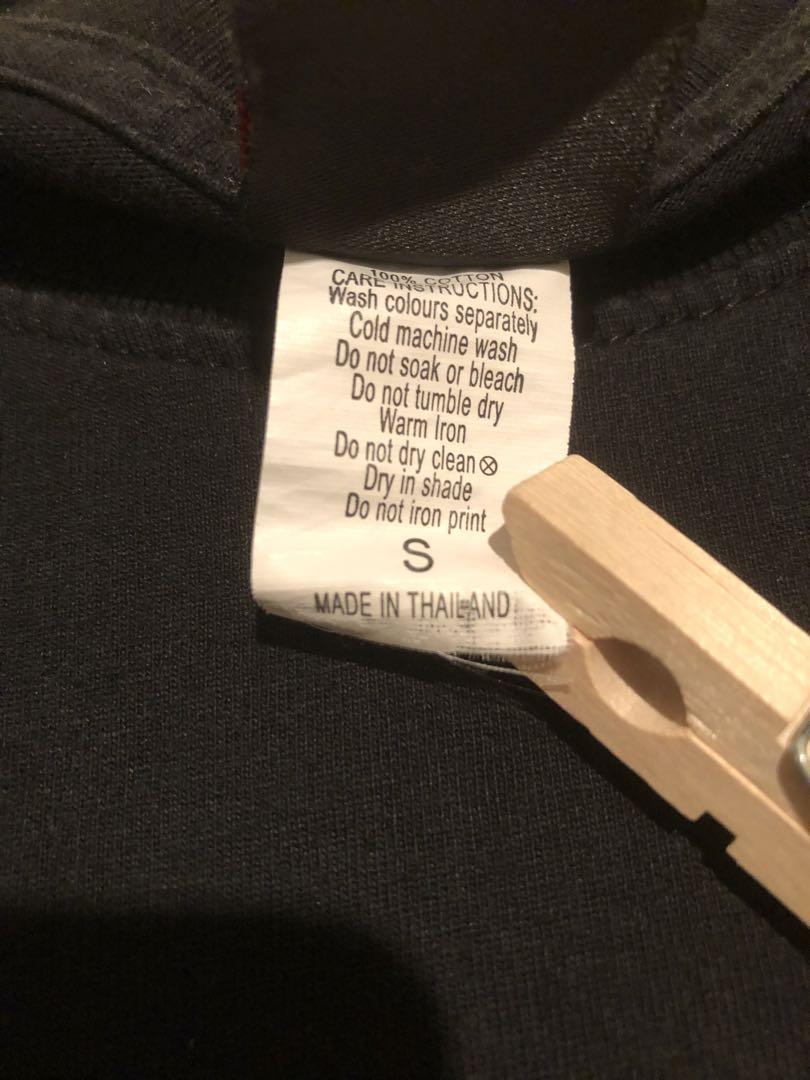 100% COTTON
CARE INSTRUCTIONS:
Wash colours separately
Cold machine wash
Do not soak or bleach
Do not tumble dry
Warm Iron
Do not dry clean
Dry in shade
Do not iron print
S
MADE IN THAILAND